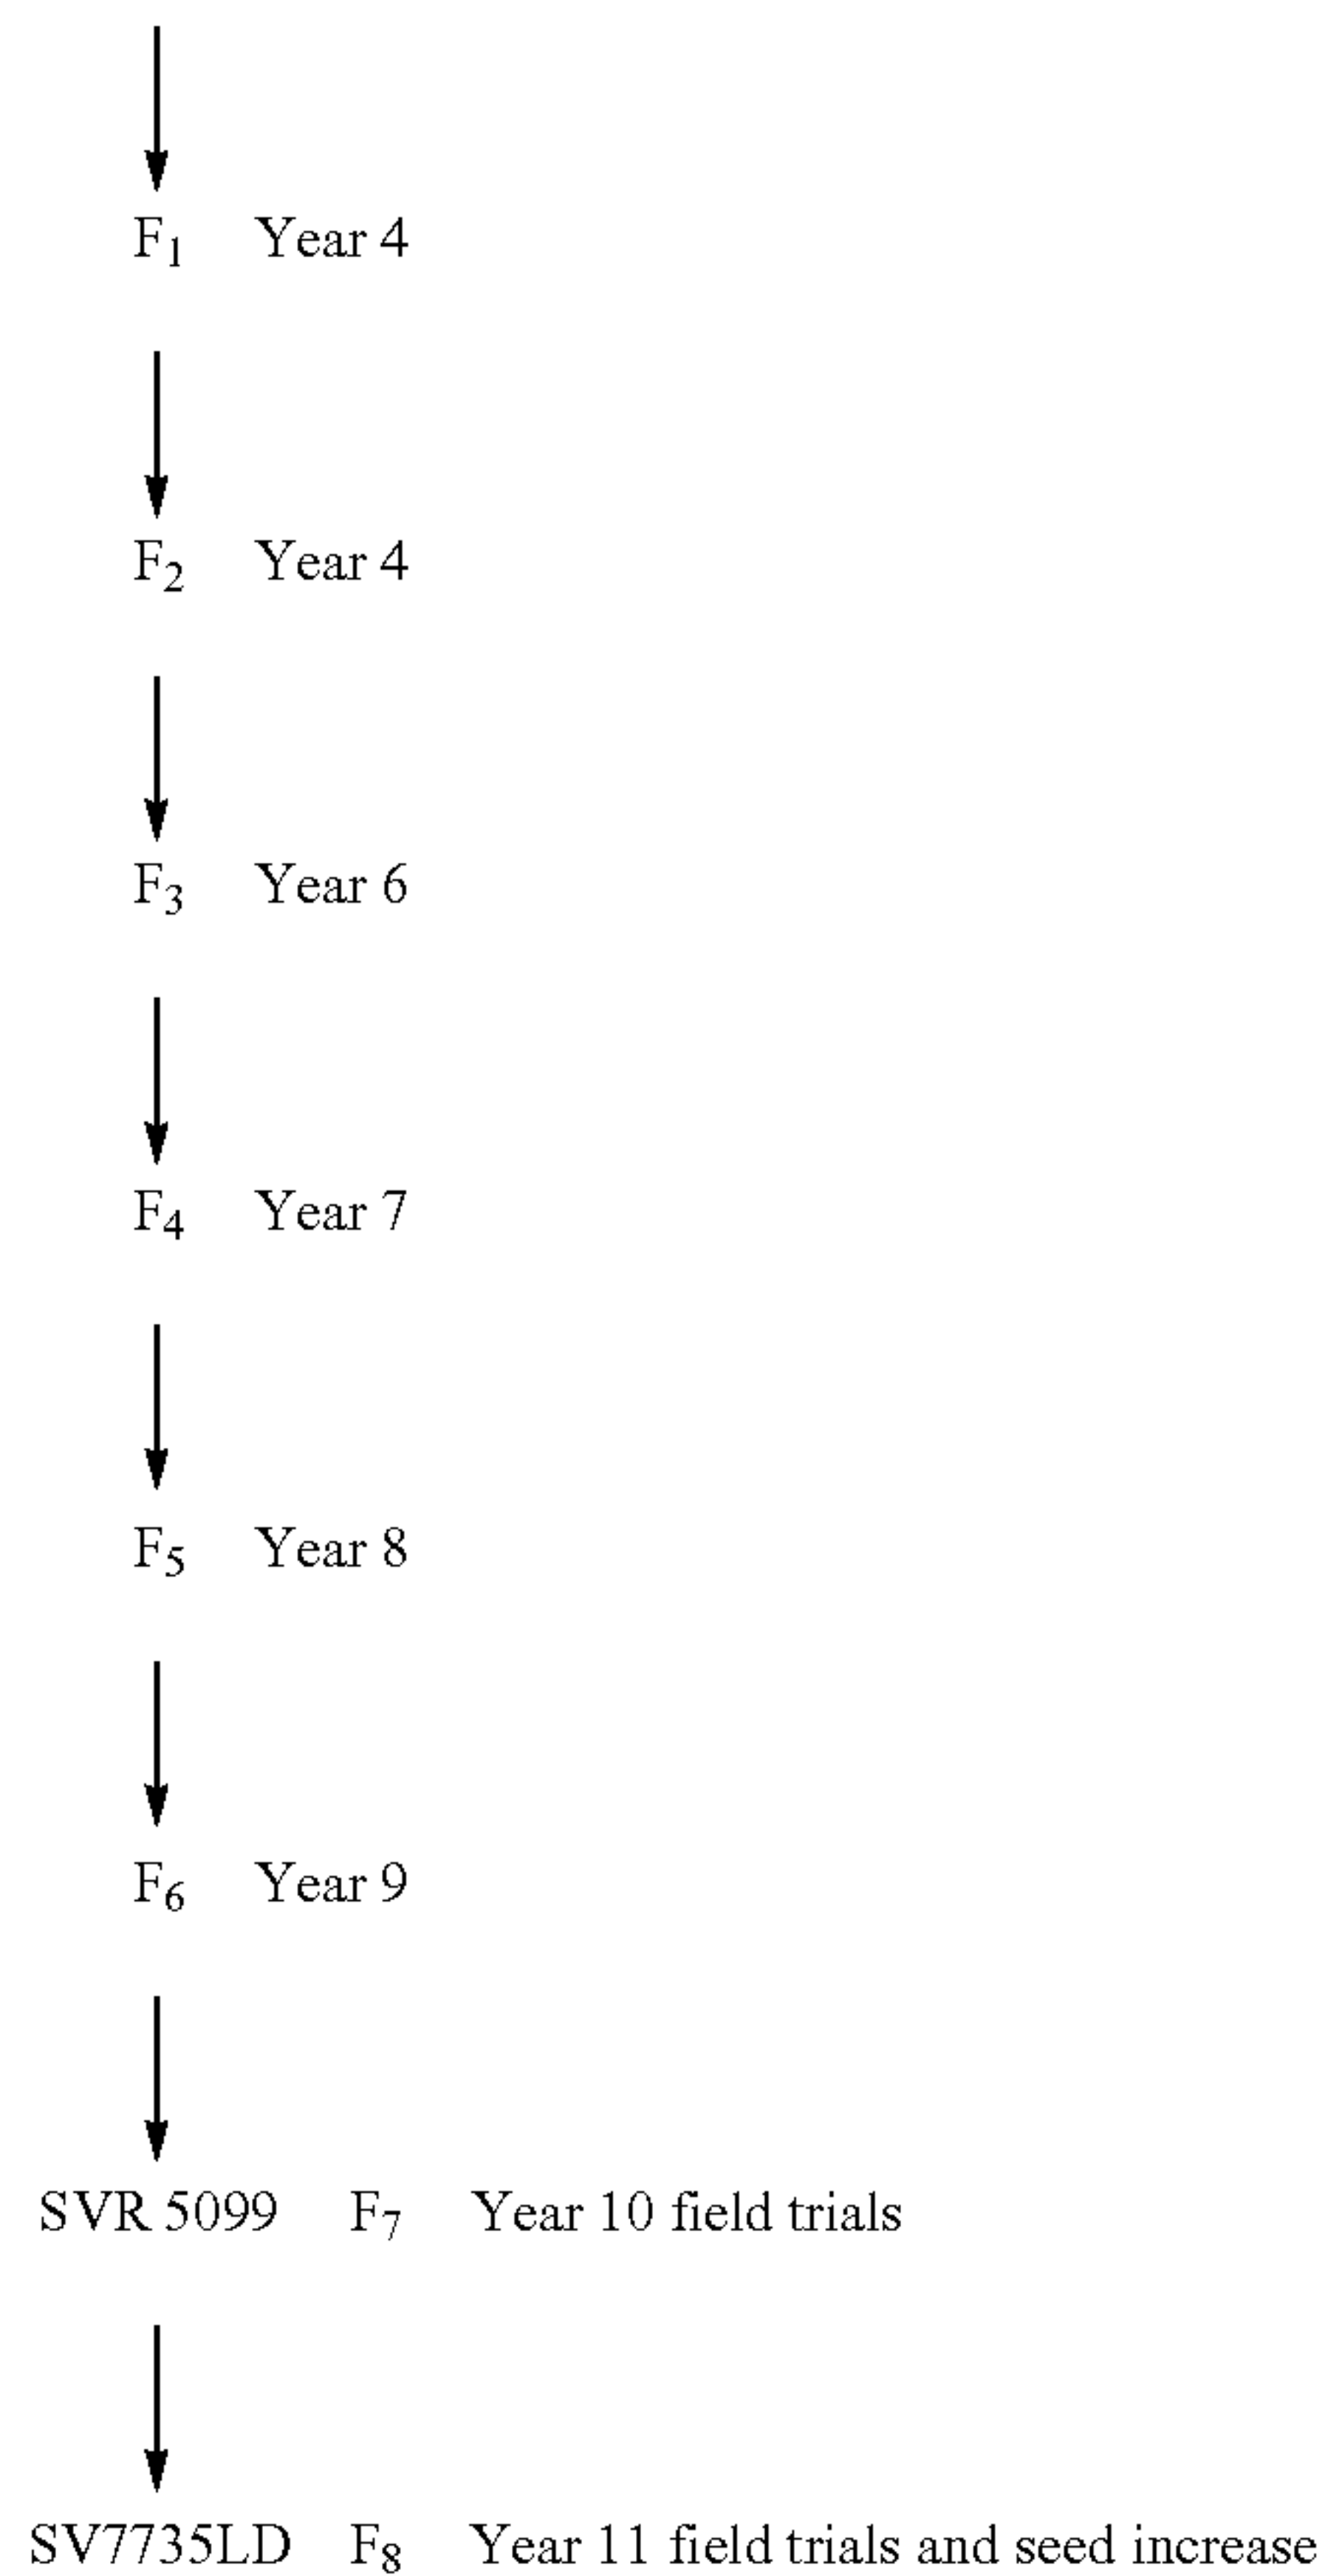 F₁ Year 4
F₂ Year 4
F₃ Year 6
F₄ Year 7
F₅ Year 8
F₆ Year 9
SVR 5099 F₇ Year 10 field trials
SV7735LD F₈ Year 11 field trials and seed increase